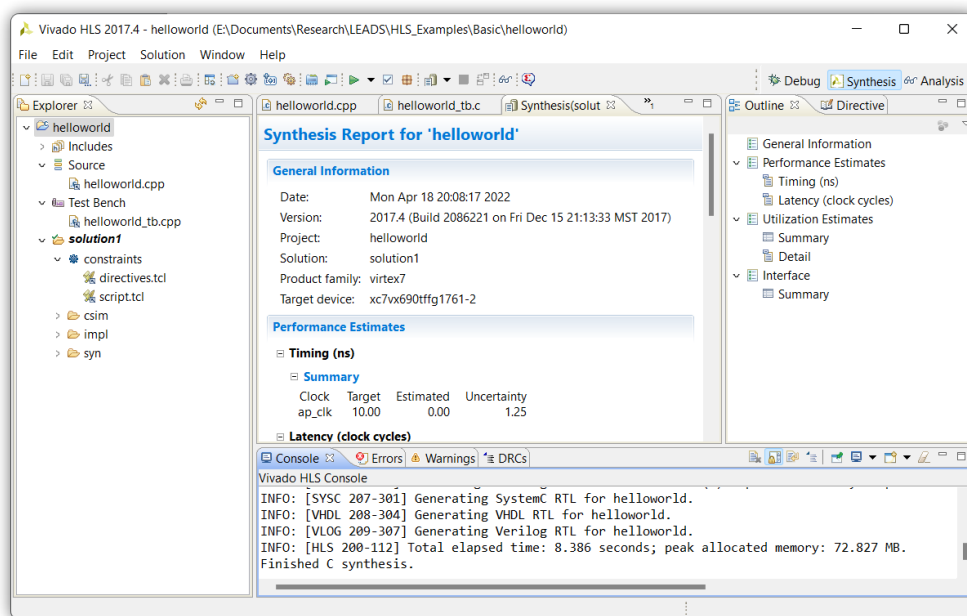 Vivado HLS 2017.4 - helloworld (E:\Documents\Research\LEADS\HLS_Examples\Basic\helloworld)
File Edit Project Solution Window Help
Debug Synthesis Analysis
Explorer
helloworld
Includes
Source
helloworld.cpp
Test Bench
helloworld_tb.cpp
solution1
constraints
directives.tcl
script.tcl
csim
impl
syn
helloworld.cpp helloworld_tb.c Synthesis(solut »1
Synthesis Report for 'helloworld'
General Information
Date: Mon Apr 18 20:08:17 2022
Version: 2017.4 (Build 2086221 on Fri Dec 15 21:13:33 MST 2017)
Project: helloworld
Solution: solution1
Product family: virtex7
Target device: xc7vx690tffg1761-2
Performance Estimates
Timing (ns)
Summary
Clock Target Estimated Uncertainty
ap_clk 10.00 0.00 1.25
Latency (clock cycles)
Outline Directive
General Information
Performance Estimates
Timing (ns)
Latency (clock cycles)
Utilization Estimates
Summary
Detail
Interface
Summary
Console Errors Warnings DRCs
Vivado HLS Console
INFO: [SYSC 207-301] Generating SystemC RTL for helloworld.
INFO: [VHDL 208-304] Generating VHDL RTL for helloworld.
INFO: [VLOG 209-307] Generating Verilog RTL for helloworld.
INFO: [HLS 200-112] Total elapsed time: 8.386 seconds; peak allocated memory: 72.827 MB.
Finished C synthesis.